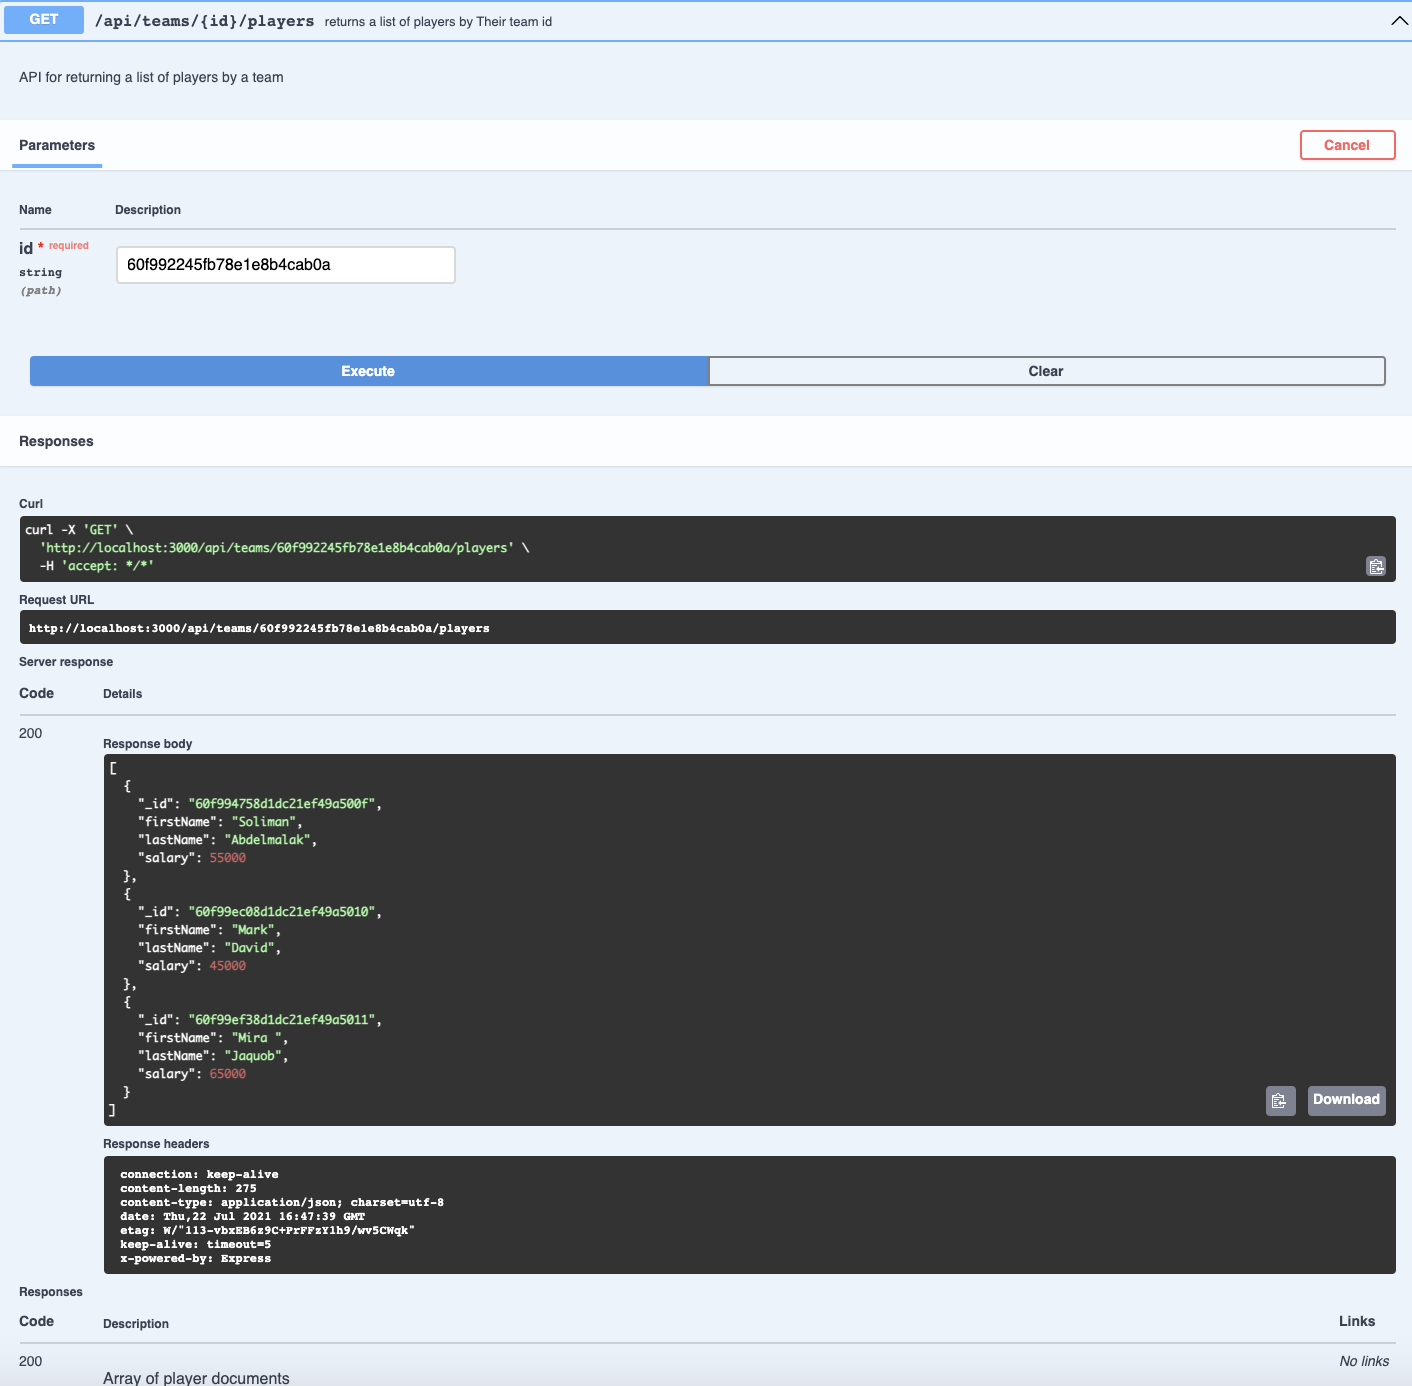 GET /api/teams/{id}/players returns a list of players by Their team id
API for returning a list of players by a team
Parameters
Cancel
Name Description
id * required
string
(path)
60f992245fb78e1e8b4cab0a
Execute
Clear
Responses
Curl
curl -X 'GET' \
'http://localhost:3000/api/teams/60f992245fb78e1e8b4cab0a/players' \
-H 'accept: */*'
Request URL
http://localhost:3000/api/teams/60f992245fb78e1e8b4cab0a/players
Server response
Code Details
200
Response body
[
{
"_id": "60f994758d1dc21ef49a500f",
"firstName": "Soliman",
"lastName": "Abdelmalak",
"salary": 55000
},
{
"_id": "60f99ec08d1dc21ef49a5010",
"firstName": "Mark",
"lastName": "David",
"salary": 45000
},
{
"_id": "60f99ef38d1dc21ef49a5011",
"firstName": "Mira ",
"lastName": "Jaquob",
"salary": 65000
}
]
Download
Response headers
connection: keep-alive
content-length: 275
content-type: application/json; charset=utf-8
date: Thu,22 Jul 2021 16:47:39 GMT
etag: W/"113-vbxEB6z9C+PrFFzY1h9/wv5CWqk"
keep-alive: timeout=5
x-powered-by: Express
Responses
Code Description Links
200
Array of player documents
No links